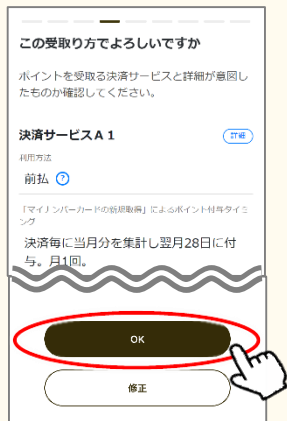 この受取り方でよろしいですか
ポイントを受取る決済サービスと詳細が意図し
たものか確認してください。
決済サービスA1
詳細
利用方法
前払 ?
「マイナンバーカードの新規取得」によるポイント付与タイミ
ング
決済毎に当月分を集計し翌月28日に付
与。月1回。
OK
修正